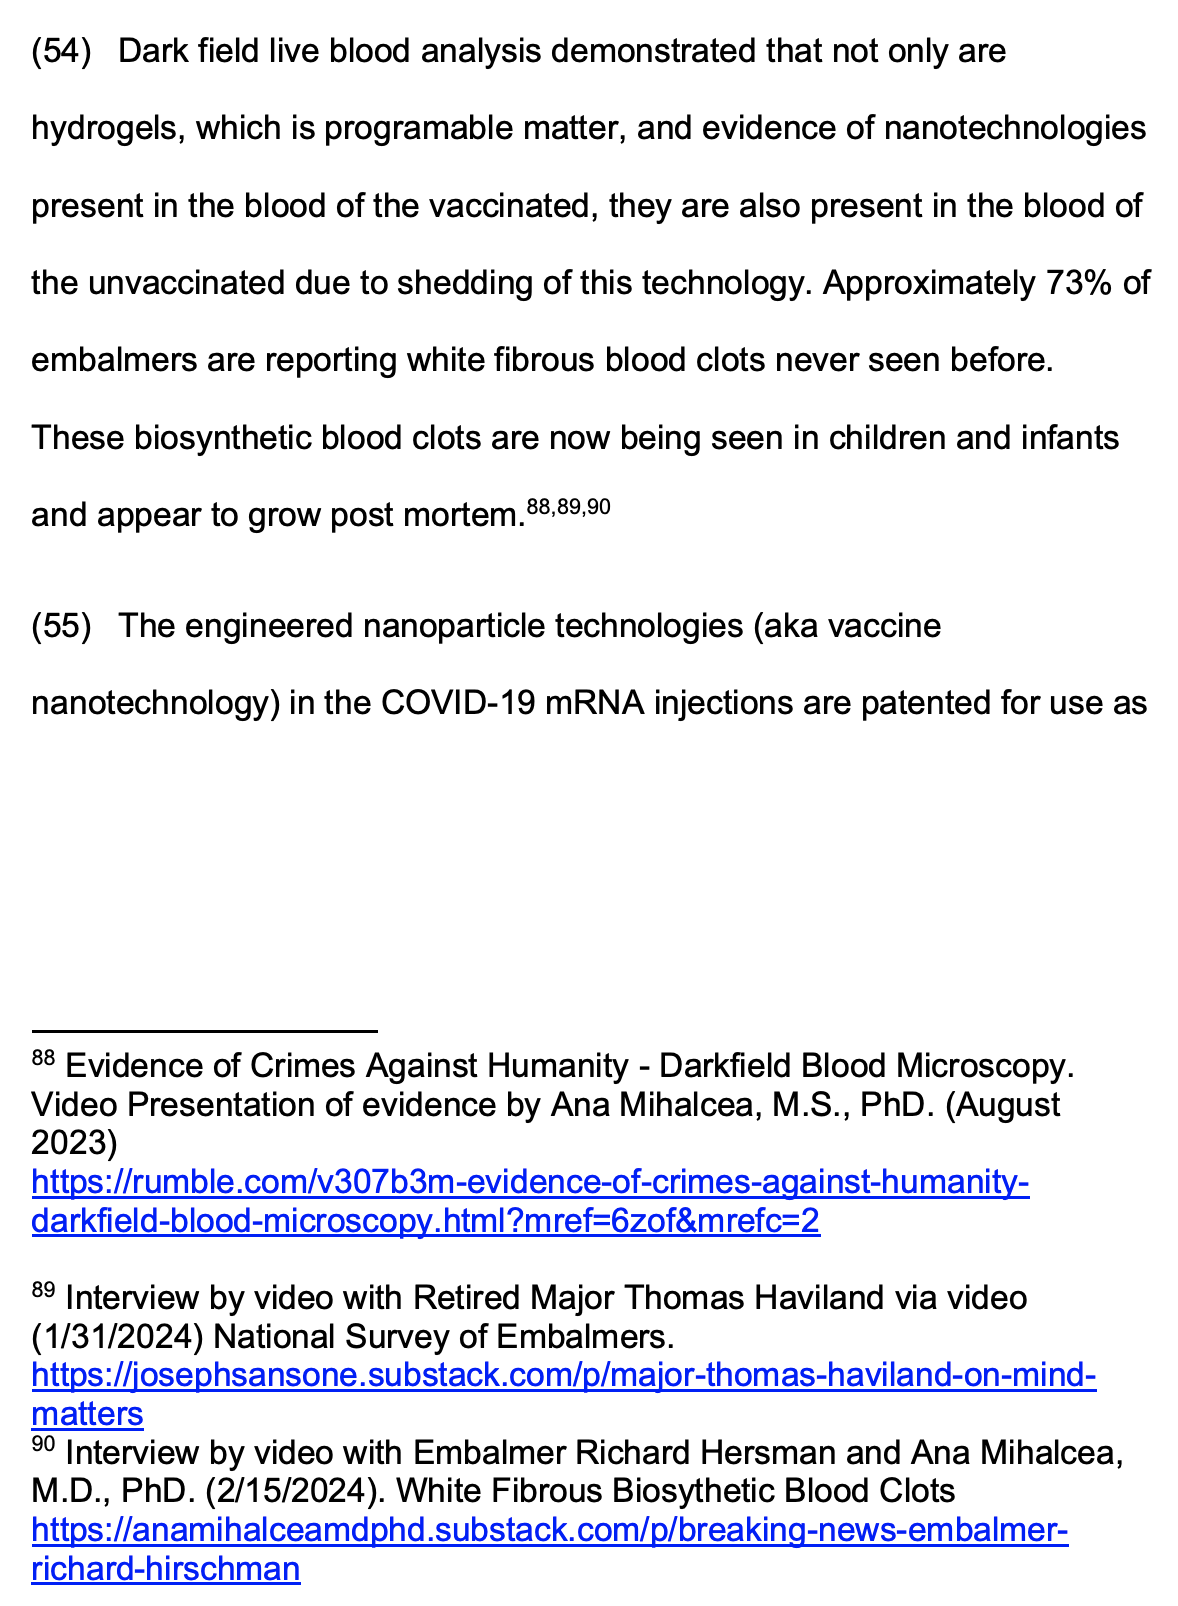 (54) Dark field live blood analysis demonstrated that not only are
hydrogels, which is programable matter, and evidence of nanotechnologies
present in the blood of the vaccinated, they are also present in the blood of
the unvaccinated due to shedding of this technology. Approximately 73% of
embalmers are reporting white fibrous blood clots never seen before.
These biosynthetic blood clots are now being seen in children and infants
and appear to grow post mortem.88,89,90
(55) The engineered nanoparticle technologies (aka vaccine
nanotechnology) in the COVID-19 mRNA injections are patented for use as
88 Evidence of Crimes Against Humanity - Darkfield Blood Microscopy.
Video Presentation of evidence by Ana Mihalcea, M.S., PhD. (August
2023)
https://rumble.com/v307b3m-evidence-of-crimes-against-humanity-
darkfield-blood-microscopy.html?mref=6zof&mrefc=2
89 Interview by video with Retired Major Thomas Haviland via video
(1/31/2024) National Survey of Embalmers.
https://josephsansone.substack.com/p/major-thomas-haviland-on-mind-
matters
90 Interview by video with Embalmer Richard Hersman and Ana Mihalcea,
M.D., PhD. (2/15/2024). White Fibrous Biosythetic Blood Clots
https://anamihalceamdphd.substack.com/p/breaking-news-embalmer-
richard-hirschman